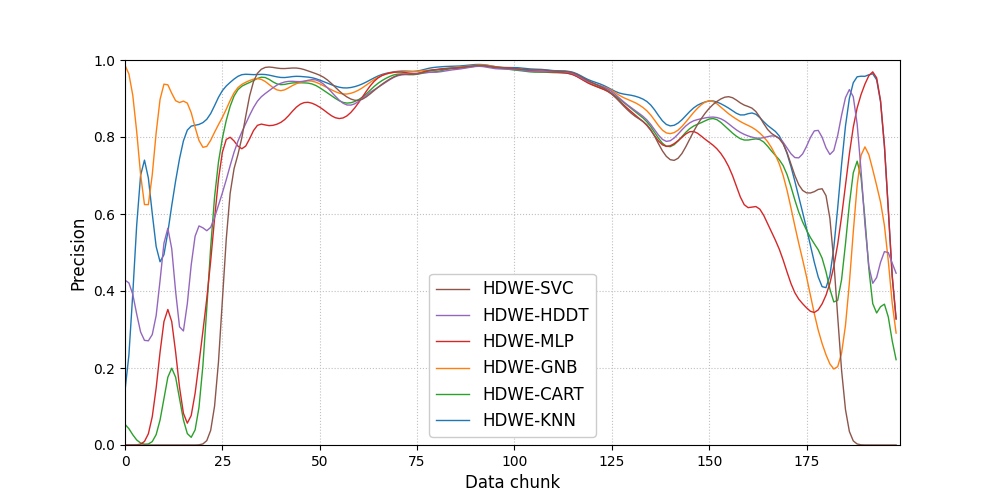 1.0
0.8
0.6
0.4
0.2
0.0
Precision
HDWE-SVC
HDWE-HDDT
HDWE-MLP
HDWE-GNB
HDWE-CART
HDWE-KNN
0 25 50 75 100 125 150 175
Data chunk